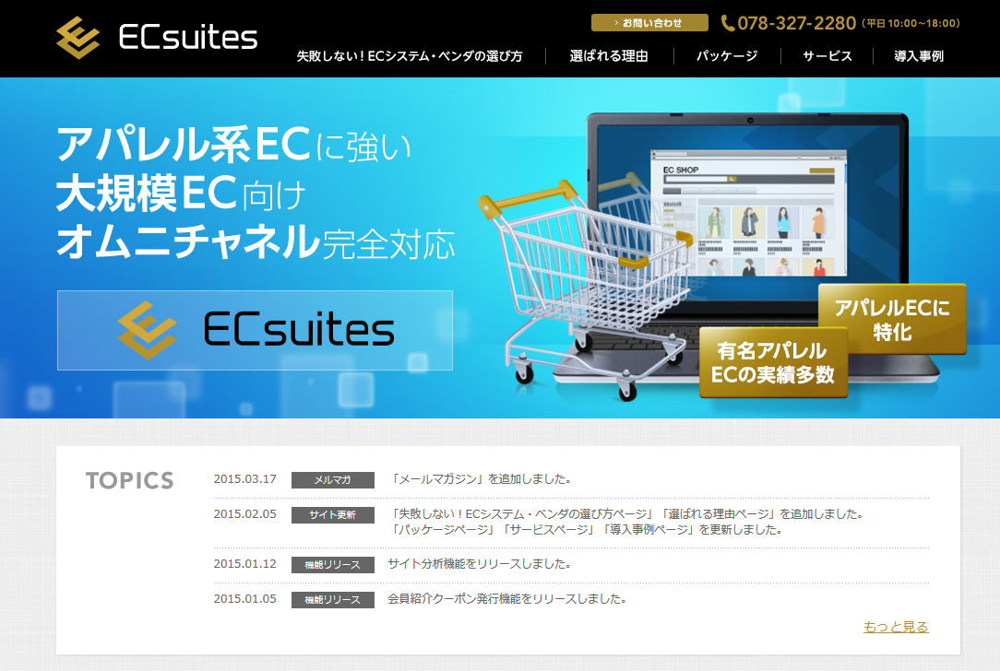 ECsuites
お問い合わせ
078-327-2280（平日 10:00～18:00）
失敗しない！ECシステム・ベンダの選び方
選ばれる理由
パッケージ
サービス
導入事例
アパレル系ECに強い
大規模EC向け
オムニチャネル完全対応
ECsuites
EC SHOP
アパレルECに
特化
有名アパレル
ECの実績多数
TOPICS
2015.03.17 メルマガ 「メールマガジン」を追加しました。
2015.02.05 サイト更新 「失敗しない！ECシステム・ベンダの選び方ページ」「選ばれる理由ページ」を追加しました。
「パッケージページ」「サービスページ」「導入事例ページ」を更新しました。
2015.01.12 機能リリース サイト分析機能をリリースしました。
2015.01.05 機能リリース 会員紹介クーポン発行機能をリリースしました。
もっと見る